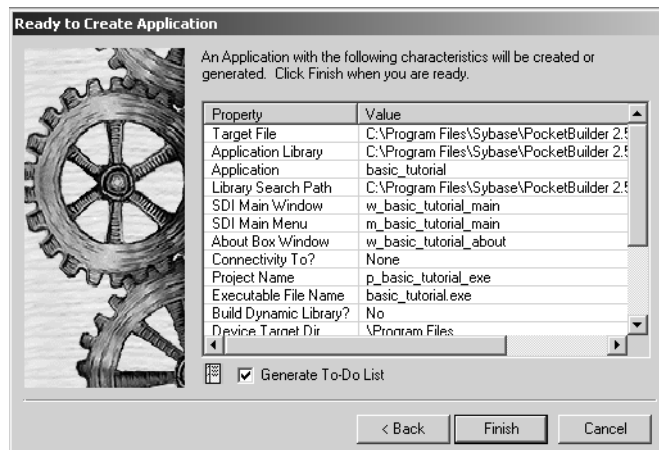 Ready to Create Application
An Application with the following characteristics will be created or
generated. Click Finish when you are ready.
Property Value
Target File C:\Program Files\Sybase\PocketBuilder 2.5
Application Library C:\Program Files\Sybase\PocketBuilder 2.5
Application basic_tutorial
Library Search Path C:\Program Files\Sybase\PocketBuilder 2.5
SDI Main Window w_basic_tutorial_main
SDI Main Menu m_basic_tutorial_main
About Box Window w_basic_tutorial_about
Connectivity To? None
Project Name p_basic_tutorial_exe
Executable File Name basic_tutorial.exe
Build Dynamic Library? No
Device Target Dir \Program Files
Generate To-Do List
< Back Finish Cancel